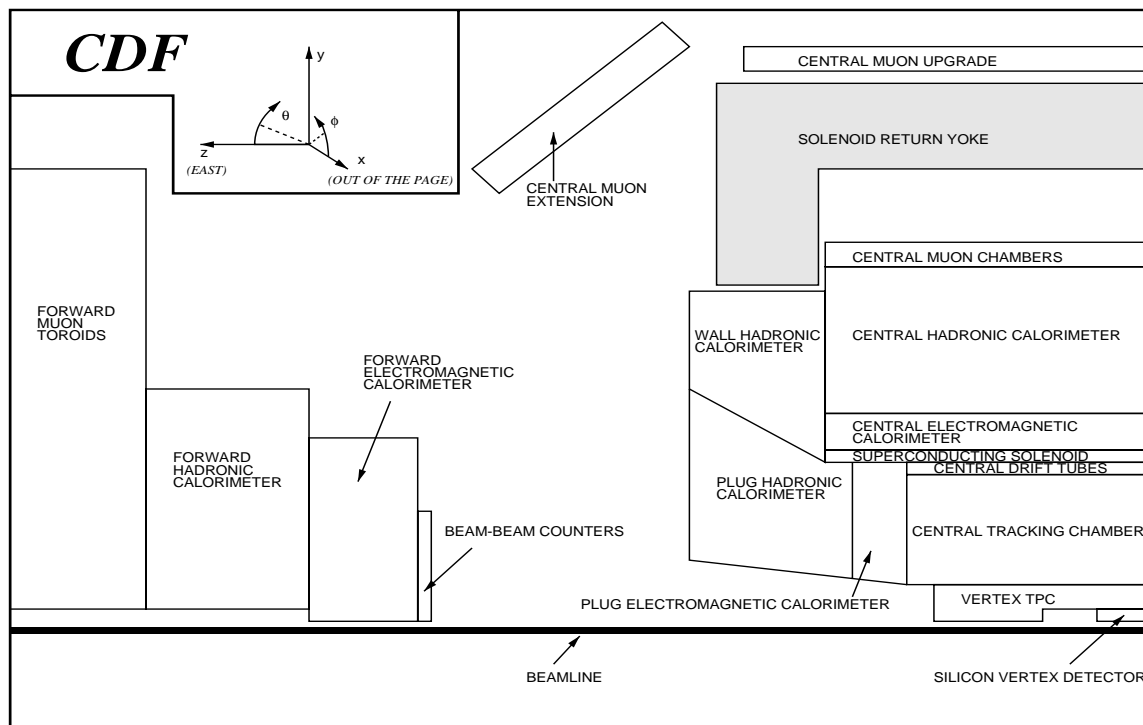 CDF
y
θ
ϕ
z
x
(EAST)
(OUT OF THE PAGE)
CENTRAL MUON UPGRADE
SOLENOID RETURN YOKE
CENTRAL MUON
EXTENSION
CENTRAL MUON CHAMBERS
FORWARD
MUON
TOROIDS
WALL HADRONIC
CALORIMETER
CENTRAL HADRONIC CALORIMETER
FORWARD
ELECTROMAGNETIC
CALORIMETER
CENTRAL ELECTROMAGNETIC
CALORIMETER
SUPERCONDUCTING SOLENOID
CENTRAL DRIFT TUBES
FORWARD
HADRONIC
CALORIMETER
PLUG HADRONIC
CALORIMETER
BEAM-BEAM COUNTERS
CENTRAL TRACKING CHAMBER
PLUG ELECTROMAGNETIC CALORIMETER
VERTEX TPC
BEAMLINE
SILICON VERTEX DETECTOR